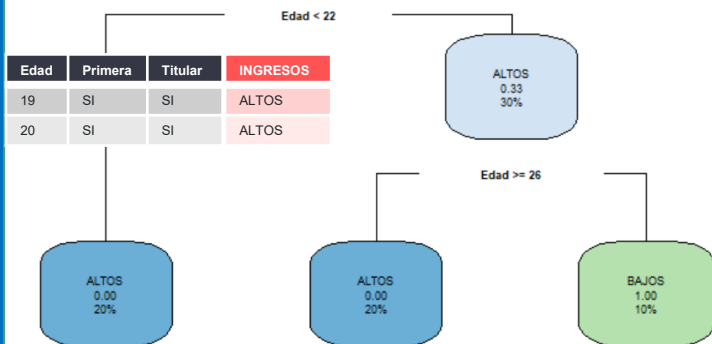 Edad < 22
Edad Primera Titular INGRESOS
19 SI SI ALTOS
20 SI SI ALTOS
ALTOS
0.33
30%
Edad >= 26
ALTOS
0.00
20%
ALTOS
0.00
20%
BAJOS
1.00
10%